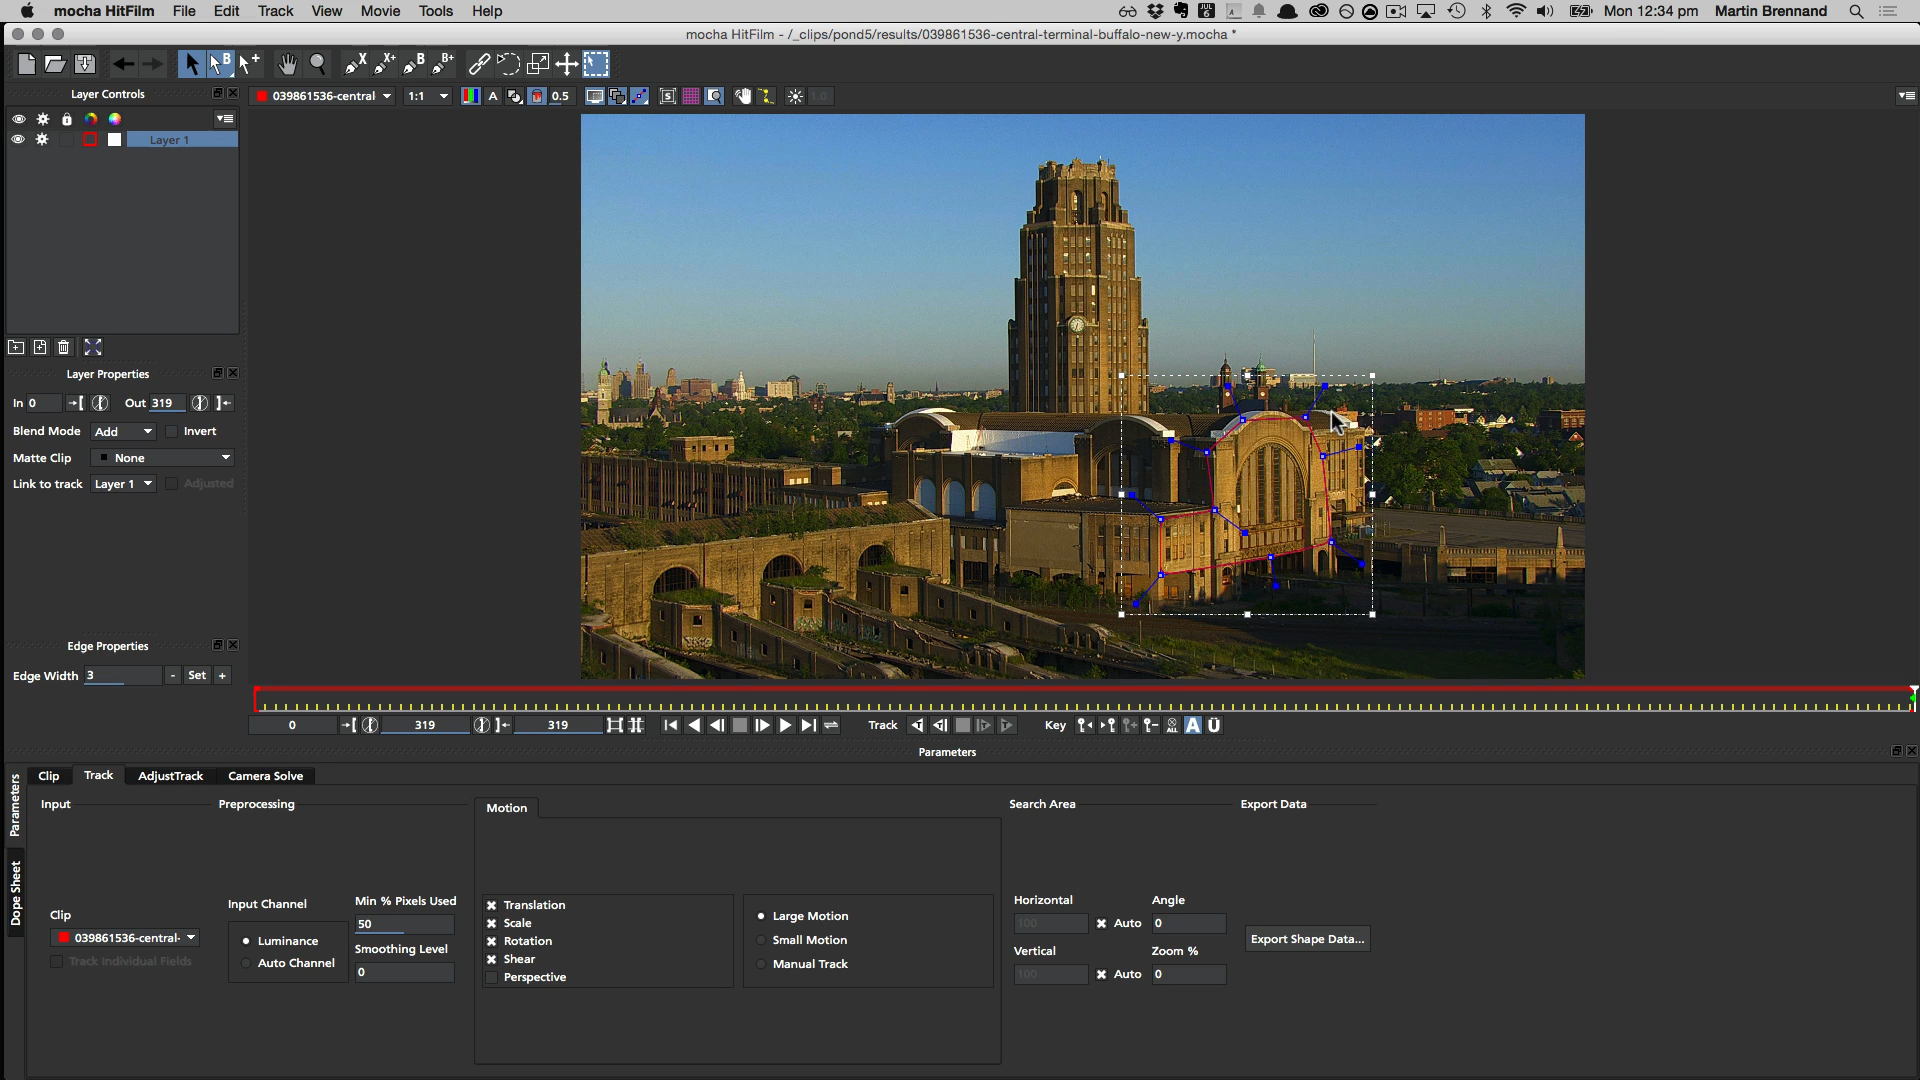 mocha HitFilm File Edit Track View Movie Tools Help Mon 12:34 pm Martin Brennand
mocha HitFilm - /_clips/pond5/results/039861536-central-terminal-buffalo-new-y.mocha *
Layer Controls 039861536-central 1:1 A 0.5 1.0
Layer 1
Layer Properties
In 0 Out 319
Blend Mode Add Invert
Matte Clip None
Link to track Layer 1 Adjusted
Edge Properties
Edge Width 3 - Set +
0 319 319 Track Key ALL A Ü
Parameters
Clip Track AdjustTrack Camera Solve
Parameters
Dope Sheet
Input Preprocessing Motion Search Area Export Data
Clip
039861536-central-
Track Individual Fields
Input Channel
Luminance
Auto Channel
Min % Pixels Used
50
Smoothing Level
0
Translation
Scale
Rotation
Shear
Perspective
Large Motion
Small Motion
Manual Track
Horizontal Angle
100 Auto 0
Vertical Zoom %
100 Auto 0
Export Shape Data...